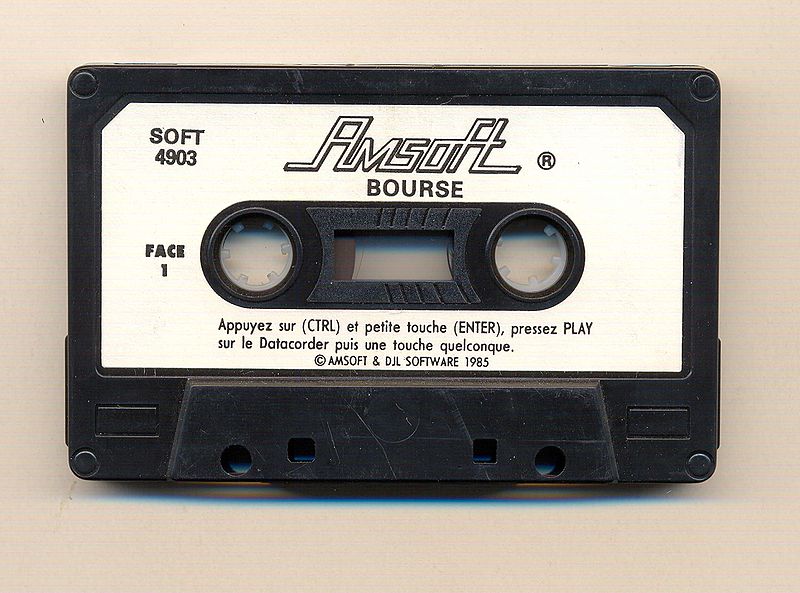 SOFT
4903
Amsoft ®
BOURSE
FACE
1
Appuyez sur (CTRL) et petite touche (ENTER), pressez PLAY
sur le Datacorder puis une touche quelconque.
© AMSOFT & DJL SOFTWARE 1985